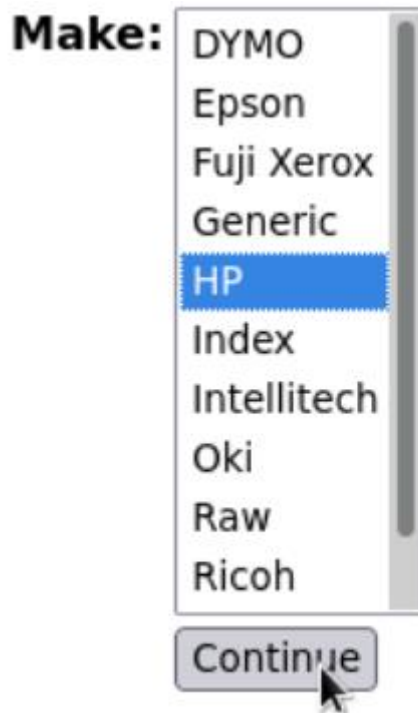 Make:
DYMO
Epson
Fuji Xerox
Generic
HP
Index
Intellitech
Oki
Raw
Ricoh
Continue